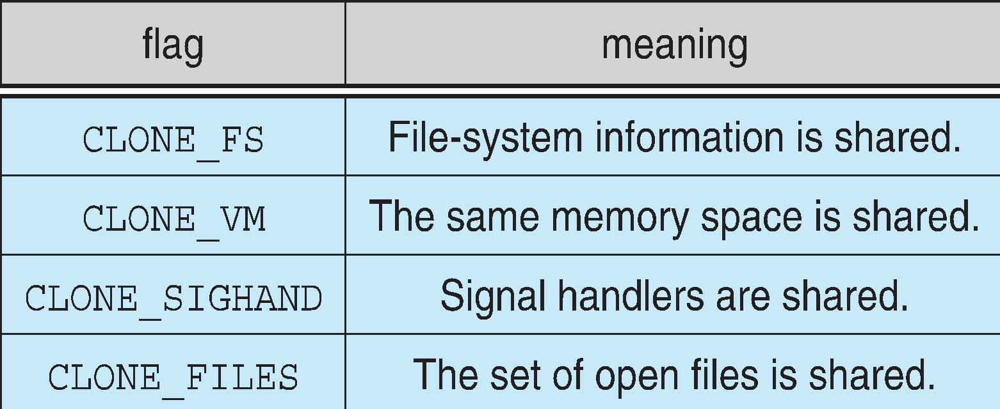 flag meaning
CLONE_FS File-system information is shared.
CLONE_VM The same memory space is shared.
CLONE_SIGHAND Signal handlers are shared.
CLONE_FILES The set of open files is shared.